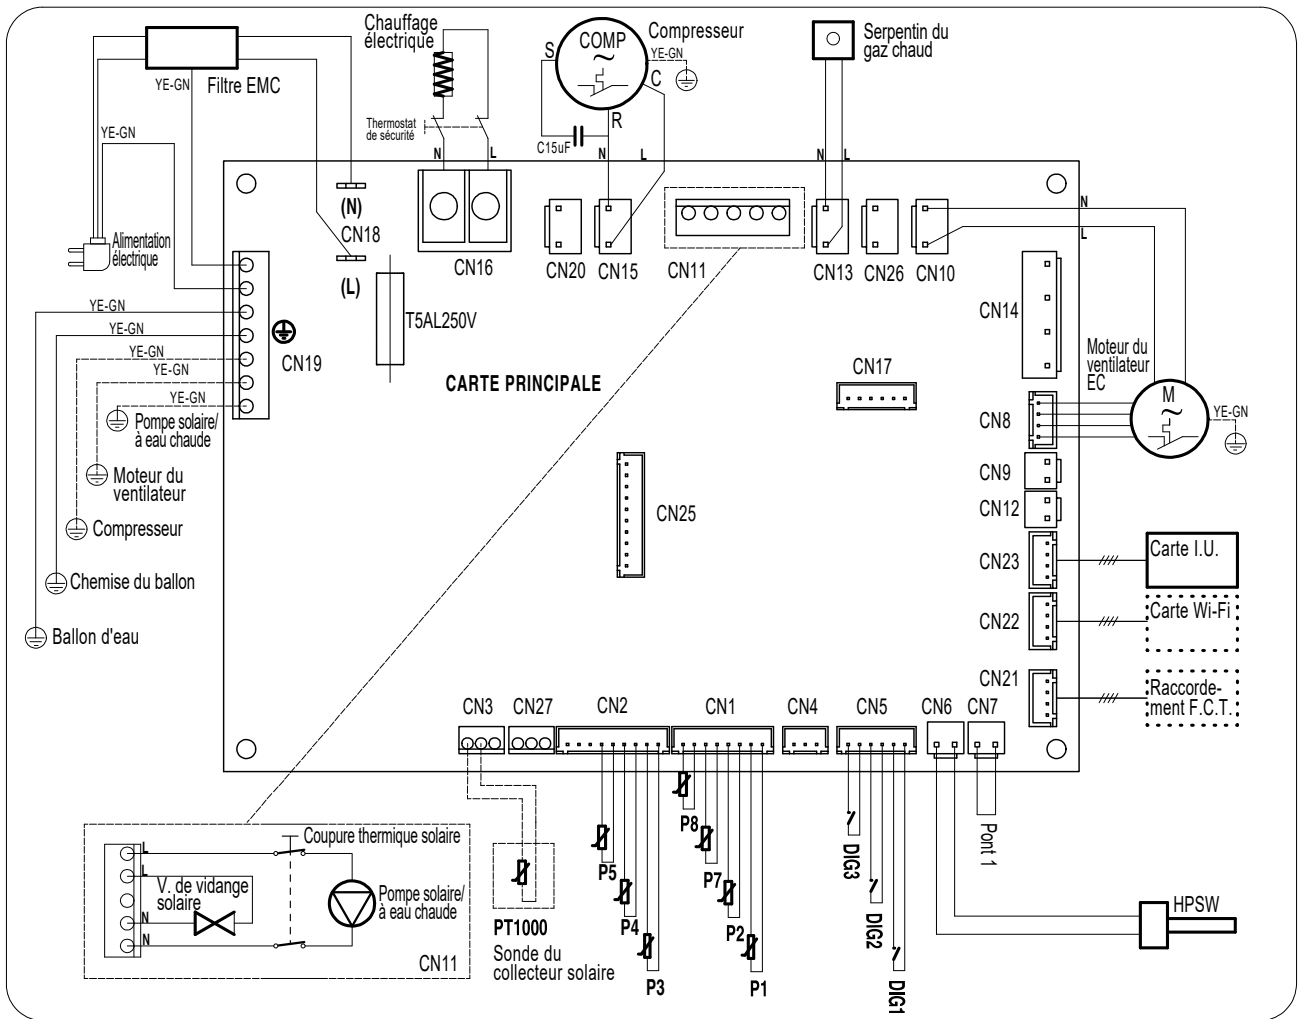 Chauffage
électrique
COMP
S
R
C
~
Compresseur
YE-GN
Serpentin du
gaz chaud
Filtre EMC
YE-GN
YE-GN
Thermostat
de sécurité
C15uF
N
L
N
L
N
L
N
L
(N)
CN18
(L)
Alimentation
électrique
CN16
CN20
CN15
CN11
CN13
CN26
CN10
CN14
T5AL250V
CN19
YE-GN
YE-GN
YE-GN
YE-GN
YE-GN
Pompe solaire/
à eau chaude
Moteur du
ventilateur
Compresseur
Chemise du ballon
Ballon d'eau
CARTE PRINCIPALE
CN17
Moteur du
ventilateur
EC
M
~
YE-GN
CN8
CN9
CN12
CN25
CN23
Carte I.U.
CN22
Carte Wi-Fi
CN21
Raccorde-
ment F.C.T.
CN3
CN27
CN2
CN1
CN4
CN5
CN6
CN7
P8
P5
P7
P4
P2
P3
P1
DIG3
DIG2
DIG1
Pont 1
HPSW
PT1000
Sonde du
collecteur solaire
Coupure thermique solaire
L
L
V. de vidange
solaire
N
N
Pompe solaire/
à eau chaude
CN11